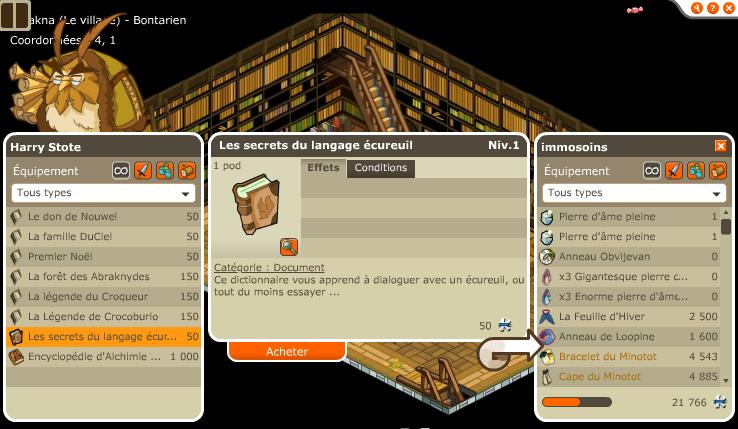 akna (Le village) - Bontarien
Coordonnées 4, 1
Harry Stote
Équipement
Tous types
Le don de Nouwel 50
La famille DuCiel 50
Premier Noël 50
La forêt des Abraknydes 150
La légende du Croqueur 150
La Légende de Crocoburio 150
Les secrets du langage écur... 50
Encyclopédie d'Alchimie ... 1 000
Les secrets du langage écureuil Niv.1
1 pod
Effets Conditions
Catégorie : Document
Ce dictionnaire vous apprend à dialoguer avec un écureuil, ou
tout du moins essayer ...
50
Acheter
immosoins
Équipement
Tous types
Pierre d'âme pleine 1
Pierre d'âme pleine 1
Anneau Obvijevan 0
x3 Gigantesque pierre c... 0
x3 Enorme pierre d'âme... 0
La Feuille d'Hiver 2 500
Anneau de Loopine 1 600
Bracelet du Minotot 4 543
Cape du Minotot 4 885
21 766